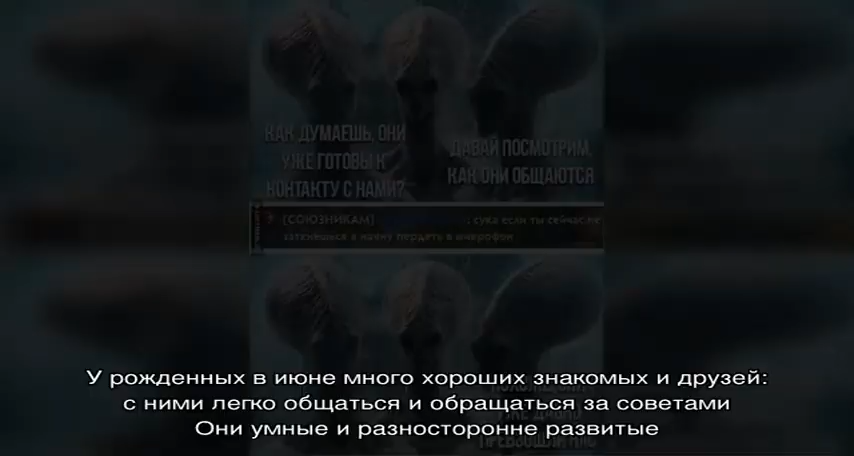 КАК ДУМАЕШЬ, ОНИ
УЖЕ ГОТОВЫ К
КОНТАКТУ С НАМИ?
ДАВАЙ ПОСМОТРИМ,
КАК ОНИ ОБЩАЮТСЯ
[СОЮЗНИКАМ] : сука если ты сейчас не
заткнешься я начну пердеть в микрофон
У рожденных в июне много хороших знакомых и друзей:
с ними легко общаться и обращаться за советами
Они умные и разносторонне развитые